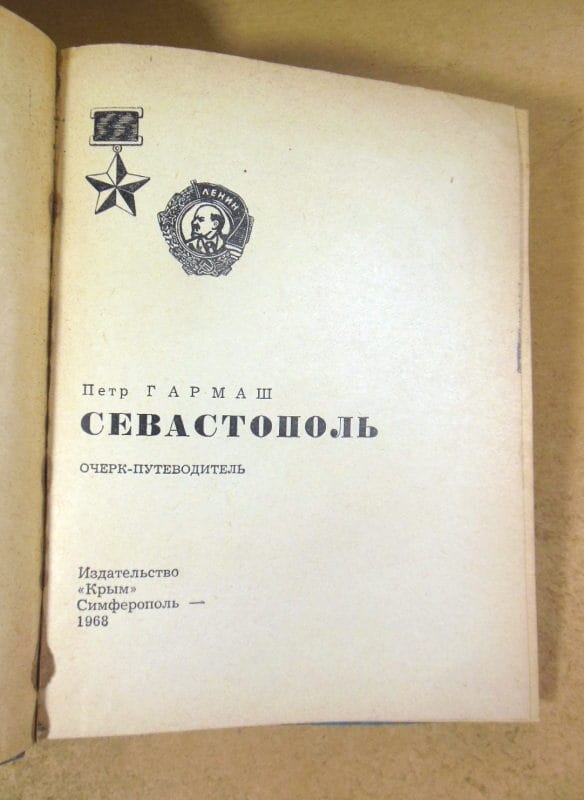 ЛЕНИН
Петр ГАРМАШ
СЕВАСТОПОЛЬ
ОЧЕРК-ПУТЕВОДИТЕЛЬ
Издательство
«Крым»
Симферополь —
1968